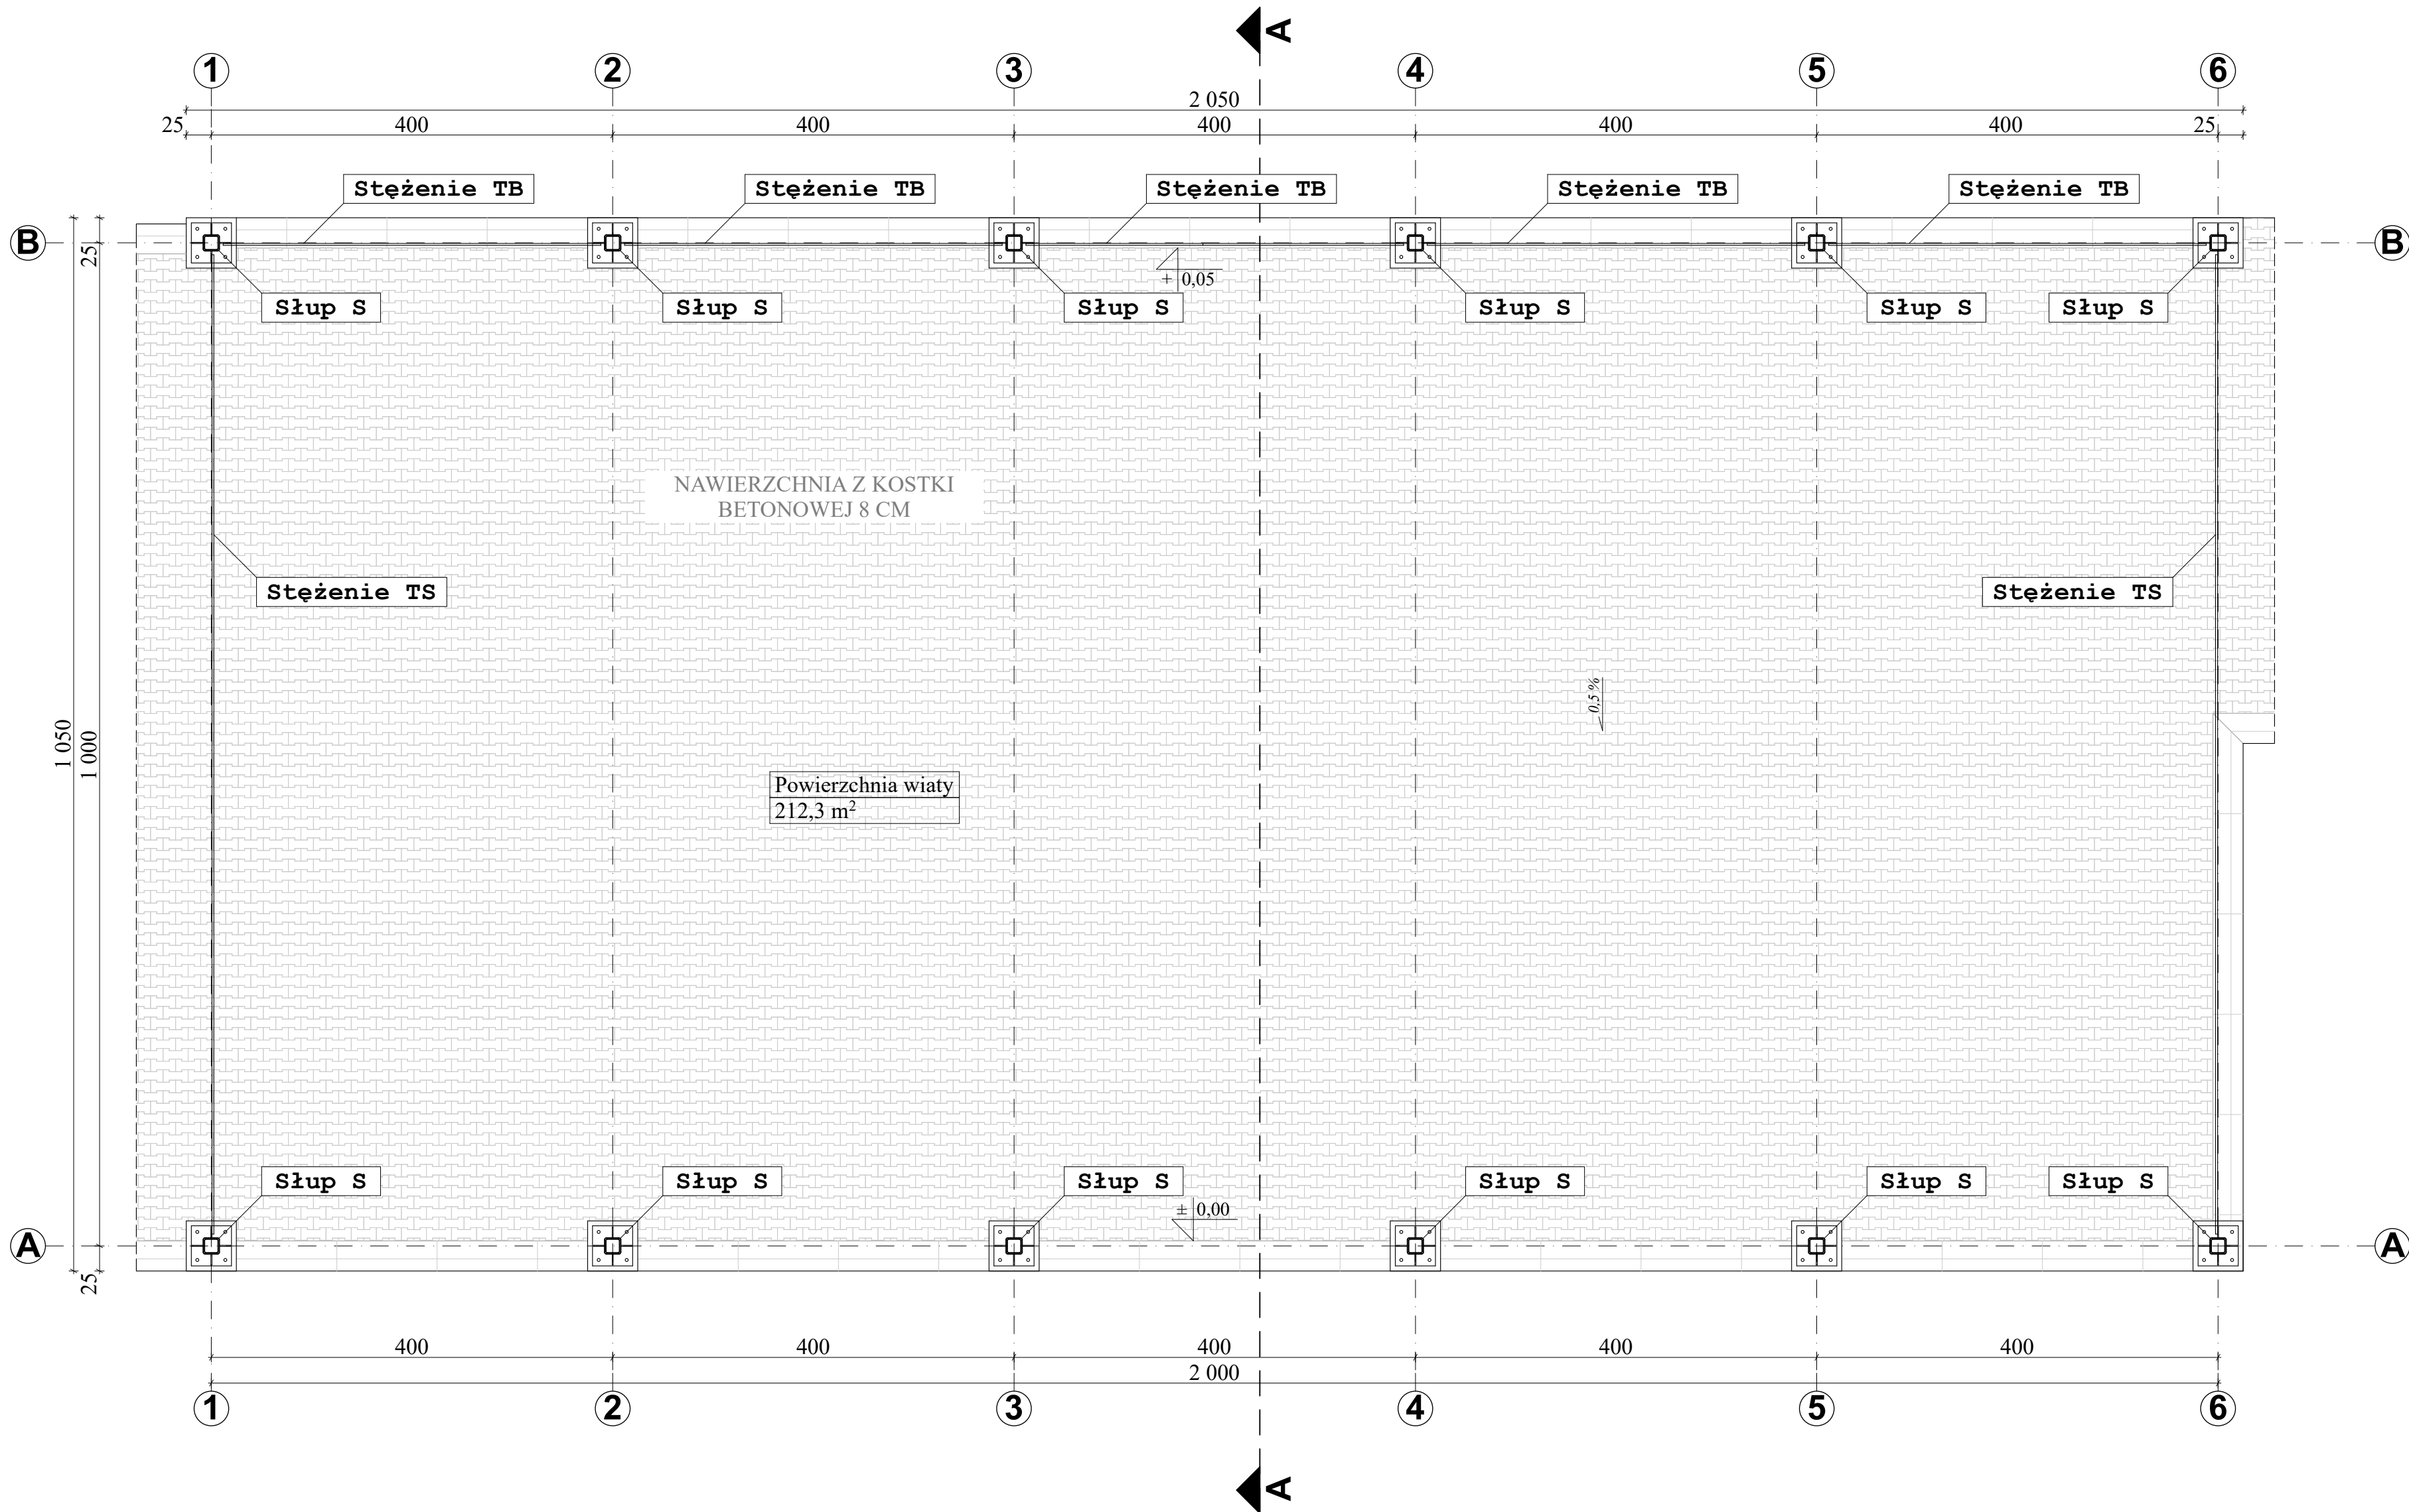 A
1 2 3 4 5 6
2 050
25 400 400 400 400 400 25
Stężenie TB Stężenie TB Stężenie TB Stężenie TB Stężenie TB
B 25 B
+ 0,05
Słup S Słup S Słup S Słup S Słup S Słup S
NAWIERZCHNIA Z KOSTKI
BETONOWEJ 8 CM
Stężenie TS Stężenie TS
0,5 %
1 050 1 000
Powierzchnia wiaty
212,3 m²
Słup S Słup S Słup S Słup S Słup S Słup S
± 0,00
A A
25
400 400 400 400 400
2 000
1 2 3 4 5 6
A